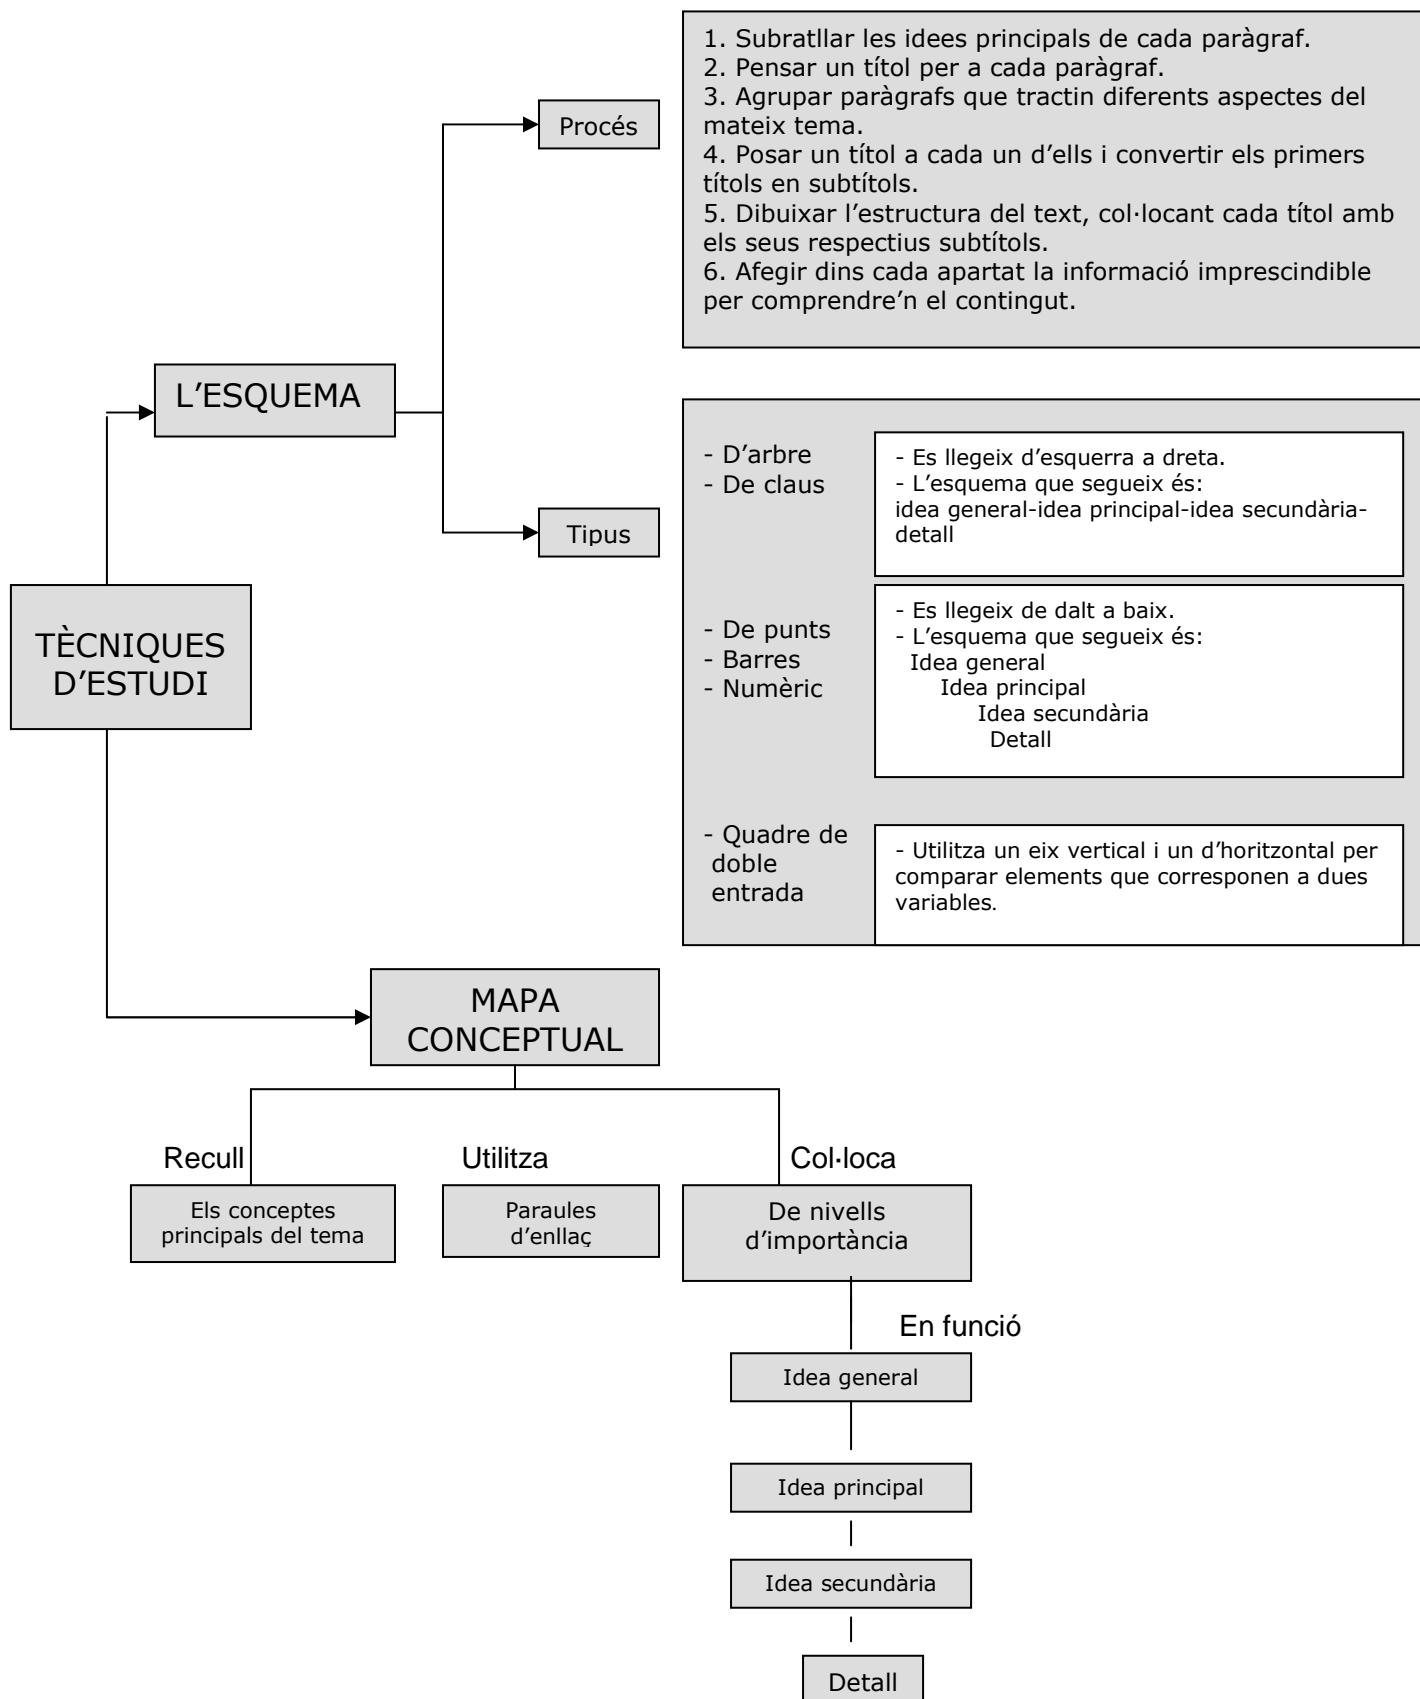 1. Subratllar les idees principals de cada paràgraf.
2. Pensar un títol per a cada paràgraf.
3. Agrupar paràgrafs que tractin diferents aspectes del
mateix tema.
4. Posar un títol a cada un d’ells i convertir els primers
títols en subtítols.
5. Dibuixar l’estructura del text, col·locant cada títol amb
els seus respectius subtítols.
6. Afegir dins cada apartat la informació imprescindible
per comprendre’n el contingut.
Procés
L’ESQUEMA
- D’arbre
- De claus
- Es llegeix d’esquerra a dreta.
- L’esquema que segueix és:
idea general-idea principal-idea secundària-
detall
Tipus
TÈCNIQUES
D’ESTUDI
- De punts
- Barres
- Numèric
- Es llegeix de dalt a baix.
- L’esquema que segueix és:
Idea general
Idea principal
Idea secundària
Detall
- Quadre de
doble
entrada
- Utilitza un eix vertical i un d’horitzontal per
comparar elements que corresponen a dues
variables.
MAPA
CONCEPTUAL
Recull
Utilitza
Col·loca
Els conceptes
principals del tema
Paraules
d’enllaç
De nivells
d’importància
En funció
Idea general
Idea principal
Idea secundària
Detall